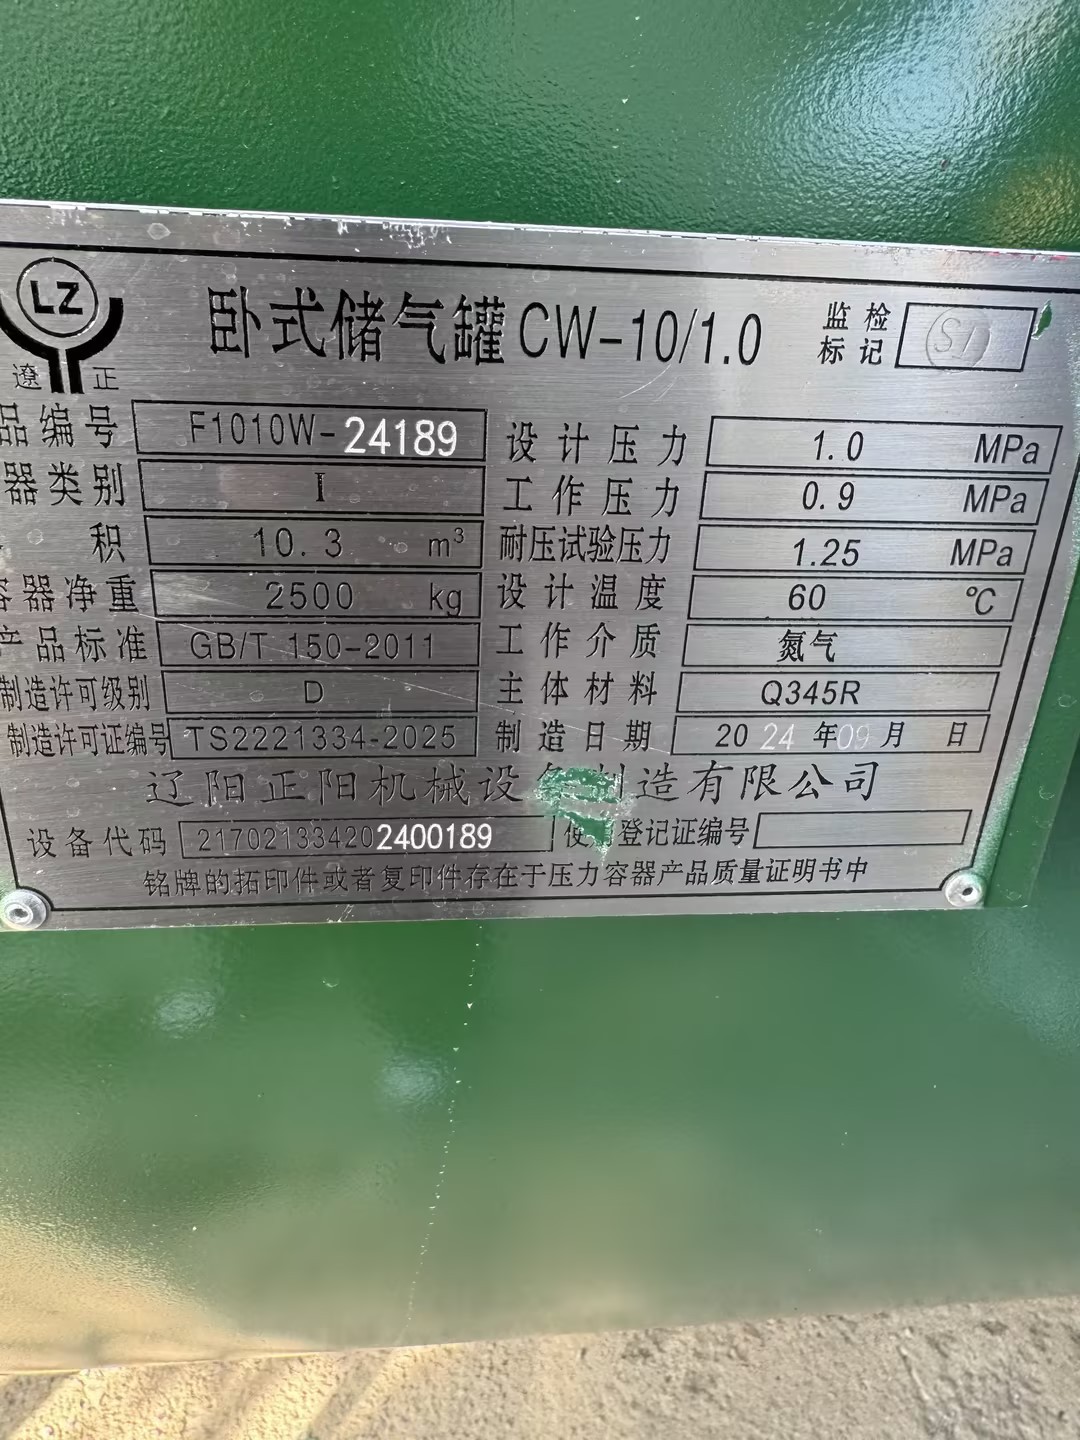 LZ
遼 正
卧式储气罐CW-10/1.0
监检标记
品编号 F1010W-24189
器类别 I
积 10.3 m³
容器净重 2500 kg
产品标准 GB/T 150-2011
制造许可级别 D
制造许可证编号 TS2221334-2025
设计压力 1.0 MPa
工作压力 0.9 MPa
耐压试验压力 1.25 MPa
设计温度 60 ℃
工作介质 氮气
主体材料 Q345R
制造日期 2024年09月 日
辽阳正阳机械设备制造有限公司
设备代码 217021334202400189 使用登记证编号
铭牌的拓印件或者复印件存在于压力容器产品质量证明书中